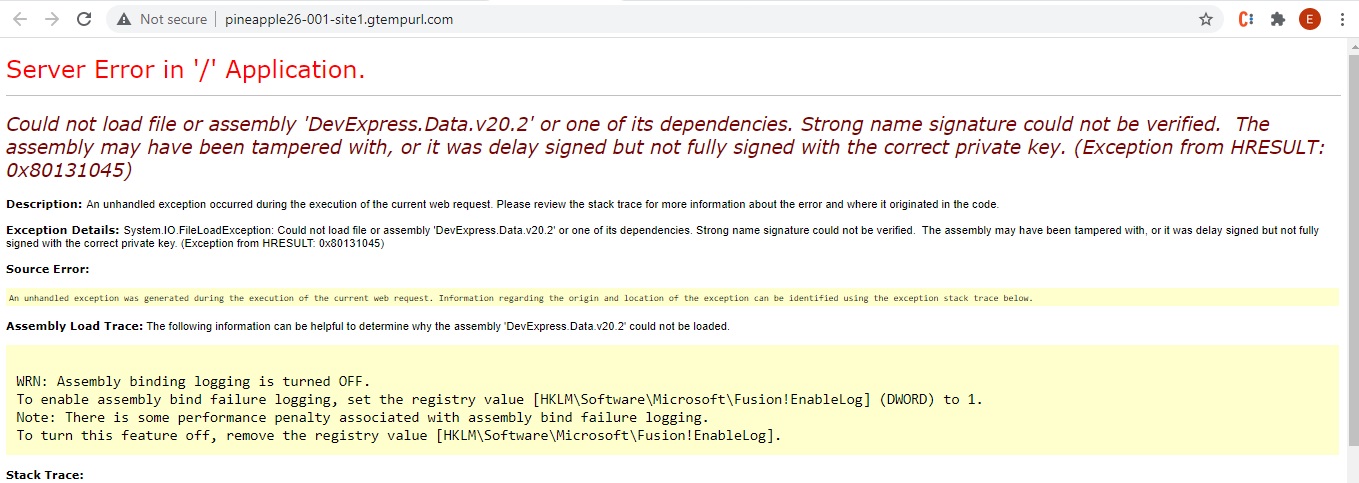 Not secure | pineapple26-001-site1.gtempurl.com
E
Server Error in '/' Application.
Could not load file or assembly 'DevExpress.Data.v20.2' or one of its dependencies. Strong name signature could not be verified.  The
assembly may have been tampered with, or it was delay signed but not fully signed with the correct private key. (Exception from HRESULT:
0x80131045)
Description: An unhandled exception occurred during the execution of the current web request. Please review the stack trace for more information about the error and where it originated in the code.
Exception Details: System.IO.FileLoadException: Could not load file or assembly 'DevExpress.Data.v20.2' or one of its dependencies. Strong name signature could not be verified.  The assembly may have been tampered with, or it was delay signed but not fully
signed with the correct private key. (Exception from HRESULT: 0x80131045)
Source Error:
An unhandled exception was generated during the execution of the current web request. Information regarding the origin and location of the exception can be identified using the exception stack trace below.
Assembly Load Trace: The following information can be helpful to determine why the assembly 'DevExpress.Data.v20.2' could not be loaded.
WRN: Assembly binding logging is turned OFF.
To enable assembly bind failure logging, set the registry value [HKLM\Software\Microsoft\Fusion!EnableLog] (DWORD) to 1.
Note: There is some performance penalty associated with assembly bind failure logging.
To turn this feature off, remove the registry value [HKLM\Software\Microsoft\Fusion!EnableLog].
Stack Trace: